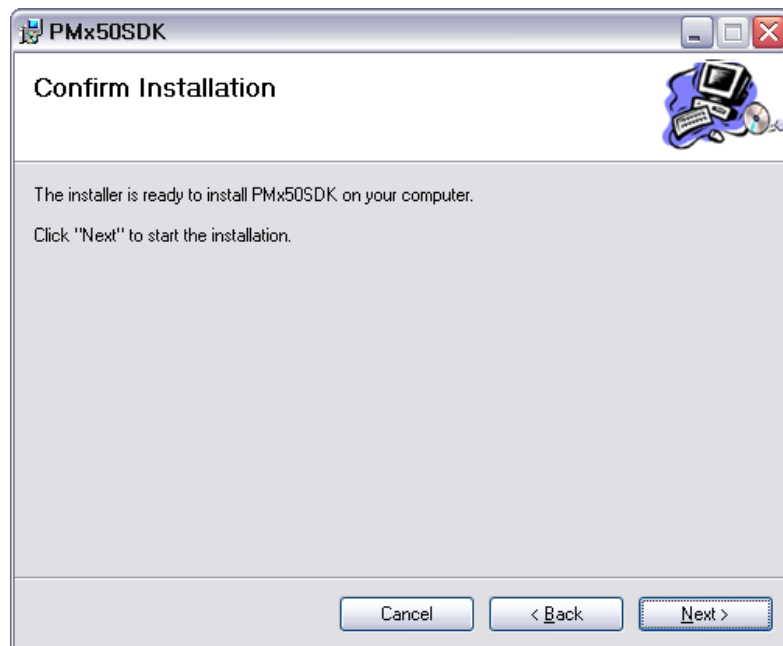 PMx50SDK
Confirm Installation
The installer is ready to install PMx50SDK on your computer.
Click "Next" to start the installation.
Cancel
< Back
Next >